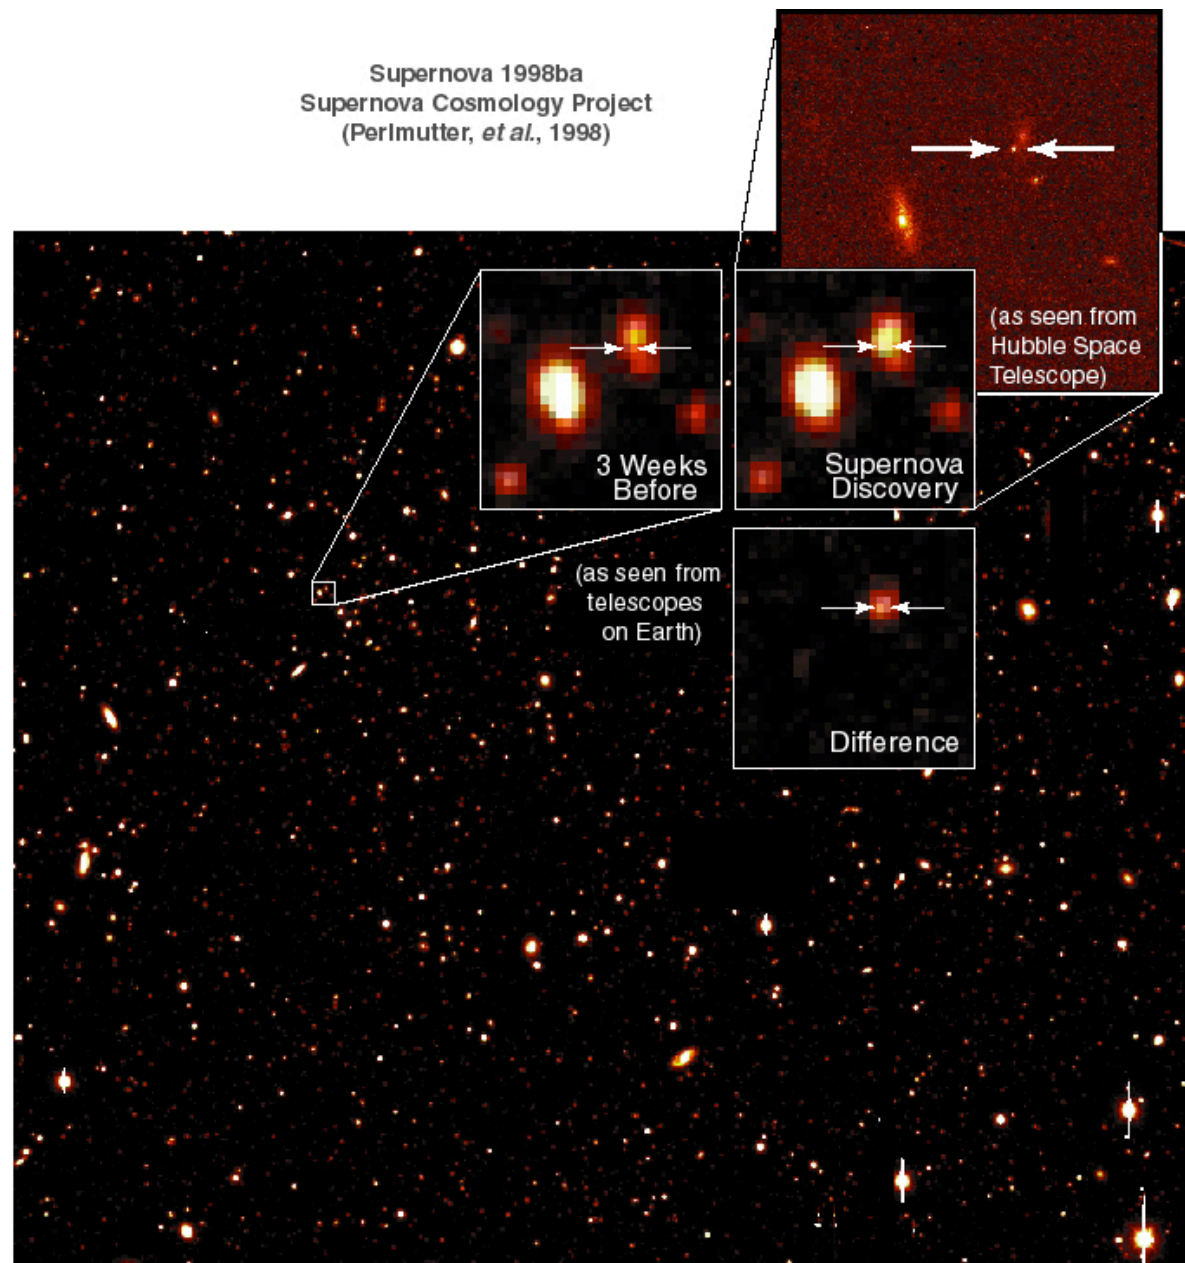 Supernova 1998ba
Supernova Cosmology Project
(Perlmutter, et al., 1998)
(as seen from
Hubble Space
Telescope)
3 Weeks
Before
Supernova
Discovery
(as seen from
telescopes
on Earth)
Difference